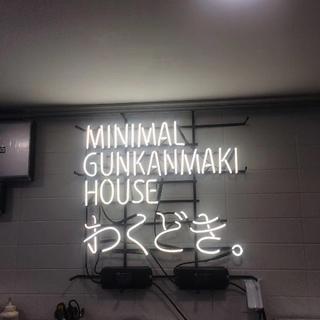 MINIMAL
GUNKANMAKI
HOUSE
わくどき。